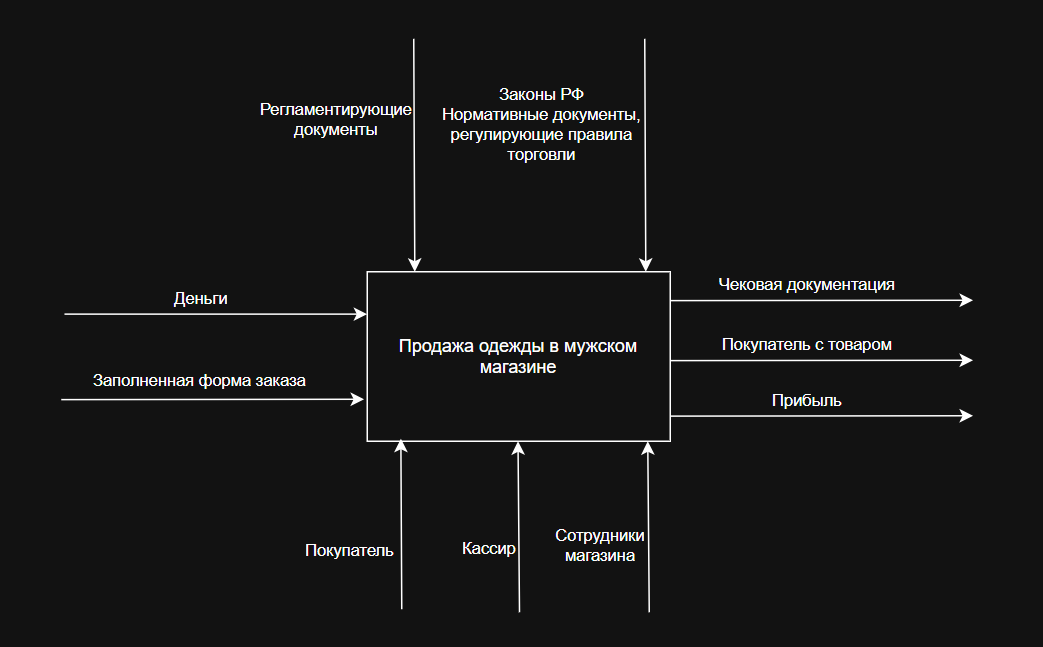 Регламентирующие
документы
Законы РФ
Нормативные документы,
регулирующие правила
торговли
Деньги
Заполненная форма заказа
Продажа одежды в мужском
магазине
Чековая документация
Покупатель с товаром
Прибыль
Покупатель
Кассир
Сотрудники
магазина